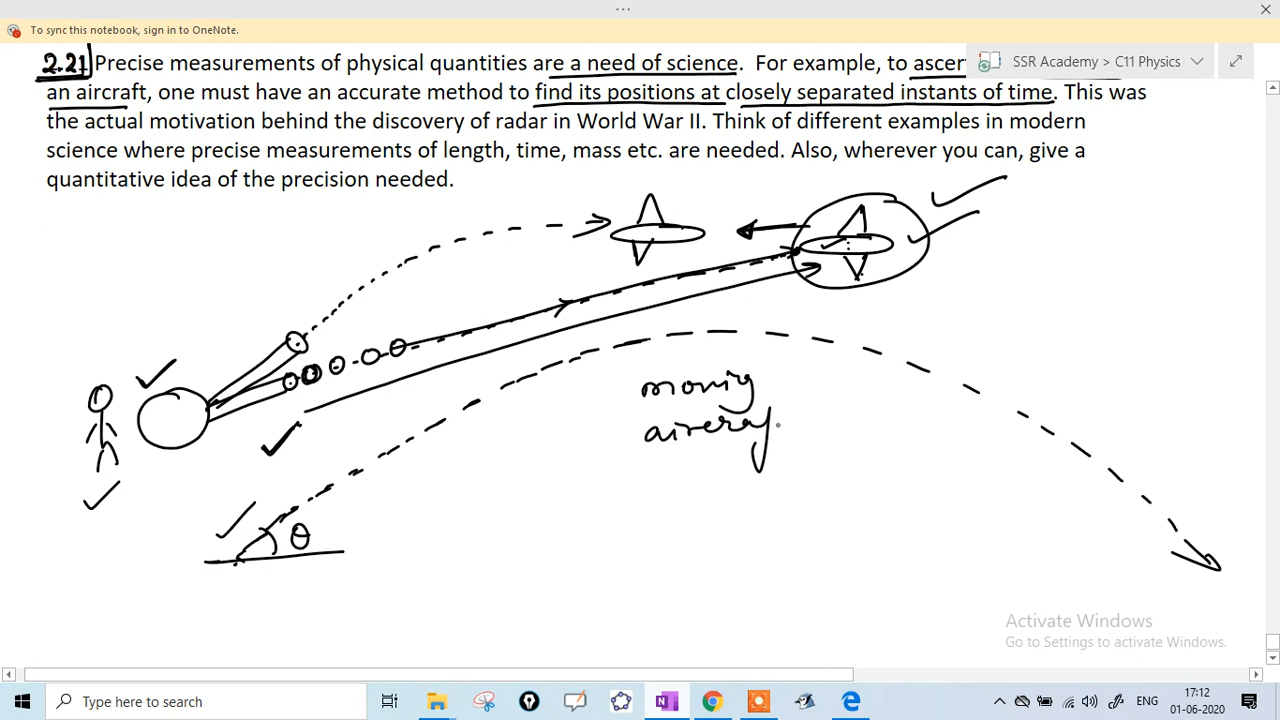 To sync this notebook, sign in to OneNote.
2.21 Precise measurements of physical quantities are a need of science. For example, to ascer
SSR Academy > C11 Physics
an aircraft, one must have an accurate method to find its positions at closely separated instants of time. This was
the actual motivation behind the discovery of radar in World War II. Think of different examples in modern
science where precise measurements of length, time, mass etc. are needed. Also, wherever you can, give a
quantitative idea of the precision needed.
θ
Activate Windows
Go to Settings to activate Windows.
Type here to search
ENG
17:12
01-06-2020